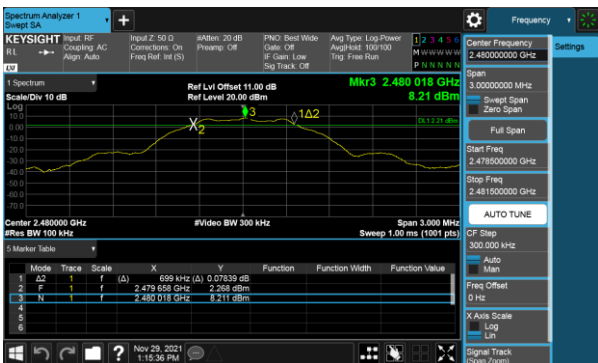 Spectrum Analyzer 1
Swept SA
Frequency
KEYSIGHT Input: RF
RL
Coupling: AC
Align: Auto
Input Z: 50 Ω
Corrections: On
Freq Ref: Int (S)
#Atten: 20 dB
Preamp: Off
PNO: Best Wide
Gate: Off
IF Gain: Low
Sig Track: Off
Avg Type: Log-Power
Avg|Hold: 100/100
Trig: Free Run
1 2 3 4 5 6
M W W W W W
P N N N N N
1 Spectrum
Scale/Div 10 dB
Ref Lvl Offset 11.00 dB
Ref Level 20.00 dBm
Mkr3 2.480 018 GHz
8.21 dBm
Log
10.0
0.00
-10.0
-20.0
-30.0
-40.0
-50.0
-60.0
-70.0
2
3
1Δ2
DL1 2.21 dBm
Center 2.480000 GHz
#Res BW 100 kHz
#Video BW 300 kHz
Span 3.000 MHz
Sweep 1.00 ms (1001 pts)
5 Marker Table
Mode Trace Scale X Y Function Function Width Function Value
1 Δ2 1 f (Δ) 699 kHz (Δ) 0.07839 dB
2 F 1 f 2.479 658 GHz 2.268 dBm
3 N 1 f 2.480 018 GHz 8.211 dBm
4
5
6
Nov 29, 2021
1:15:36 PM
Center Frequency
2.480000000 GHz
Settings
Span
3.00000000 MHz
Swept Span
Zero Span
Full Span
Start Freq
2.478500000 GHz
Stop Freq
2.481500000 GHz
AUTO TUNE
CF Step
300.000 kHz
Auto
Man
Freq Offset
0 Hz
X Axis Scale
Log
Lin
Signal Track
(Span Zoom)